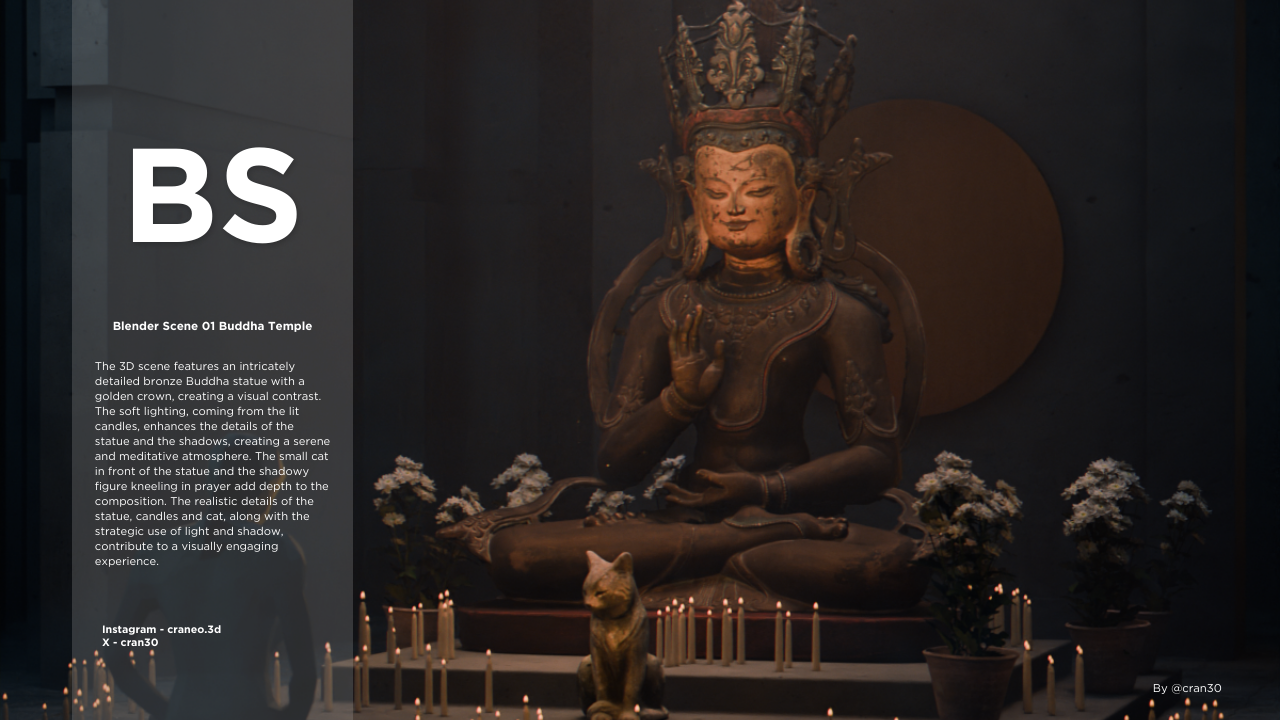 BS
Blender Scene 01 Buddha Temple
The 3D scene features an intricately
detailed bronze Buddha statue with a
golden crown, creating a visual contrast.
The soft lighting, coming from the lit
candles, enhances the details of the
statue and the shadows, creating a serene
and meditative atmosphere. The small cat
in front of the statue and the shadowy
figure kneeling in prayer add depth to the
composition. The realistic details of the
statue, candles and cat, along with the
strategic use of light and shadow,
contribute to a visually engaging
experience.
Instagram - craneo.3d
X - cran30
By @cran30